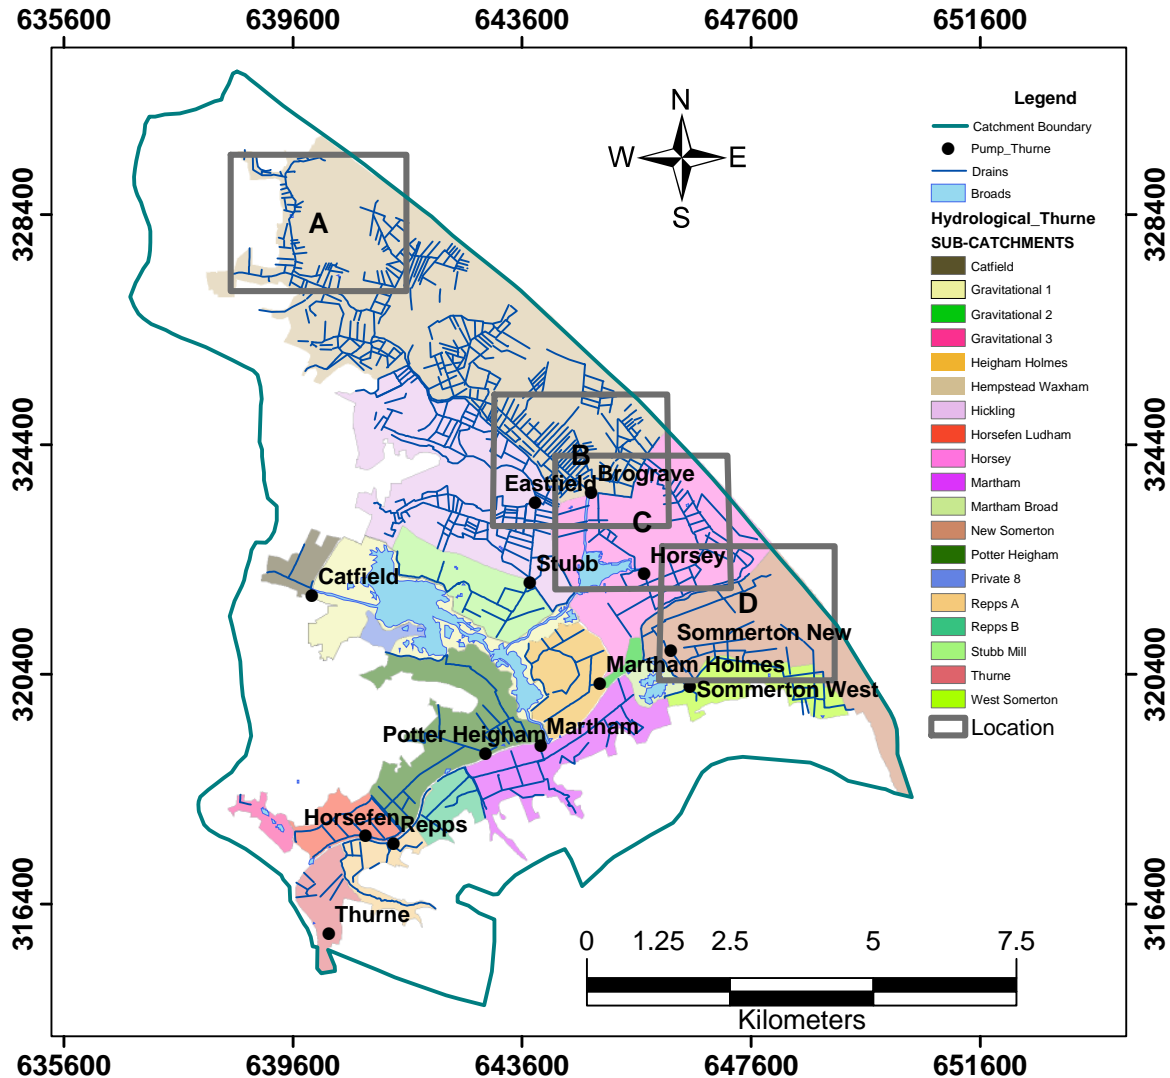 635600 639600 643600 647600 651600
N
W E
S
Legend
Catchment Boundary
Pump_Thurne
Drains
Broads
Hydrological_Thurne
SUB-CATCHMENTS
Catfield
Gravitational 1
Gravitational 2
Gravitational 3
Heigham Holmes
Hempstead Waxham
Hickling
Horsefen Ludham
Horsey
Martham
Martham Broad
New Somerton
Potter Heigham
Private 8
Repps A
Repps B
Stubb Mill
Thurne
West Somerton
Location
328400
324400
320400
316400
328400
324400
320400
316400
A
B
Brograve
Eastfield
C
Stubb
Horsey
Catfield
D
Sommerton New
Martham Holmes
Sommerton West
Martham
Potter Heigham
Horsefen
Repps
Thurne
0 1.25 2.5 5 7.5
Kilometers
635600 639600 643600 647600 651600